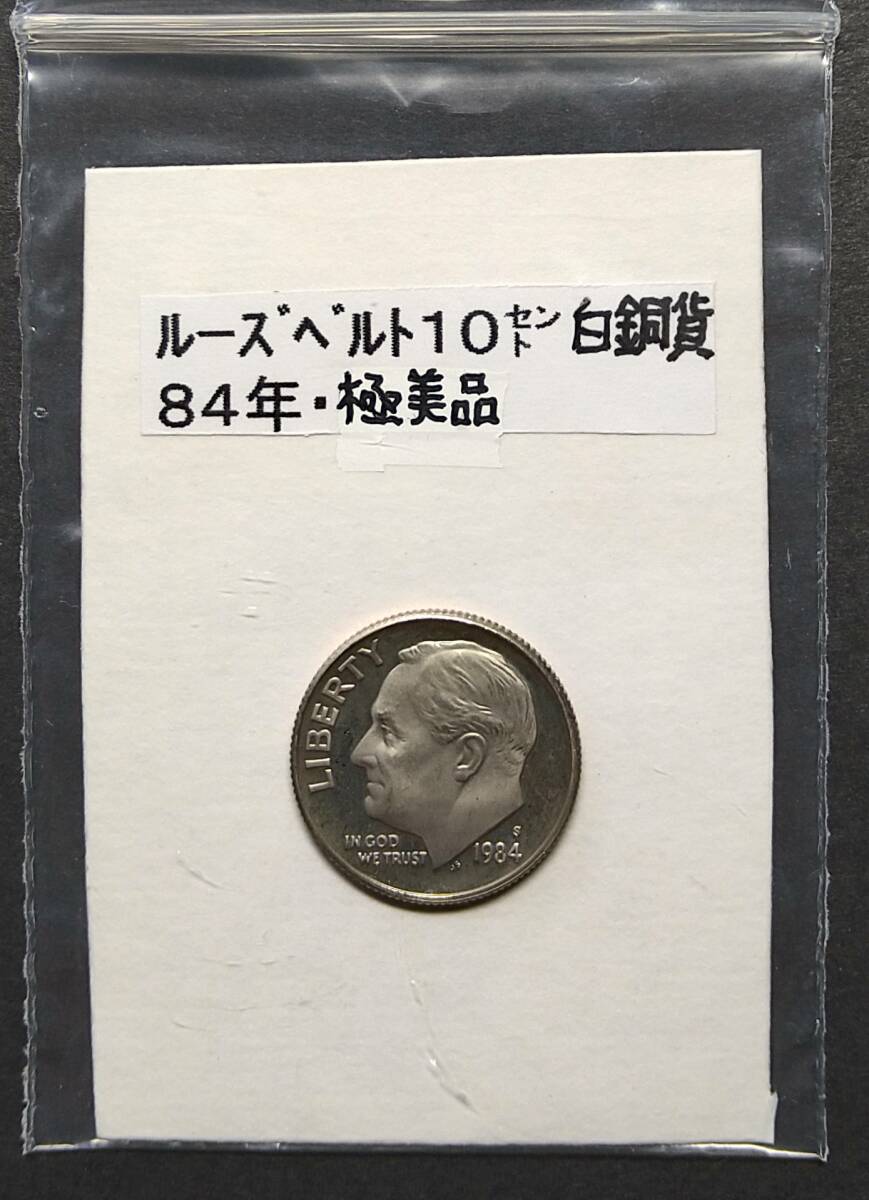 ルーズベルト10セント 白銅貨
84年・極美品
LIBERTY
IN GOD
WE TRUST
S
1984
JS